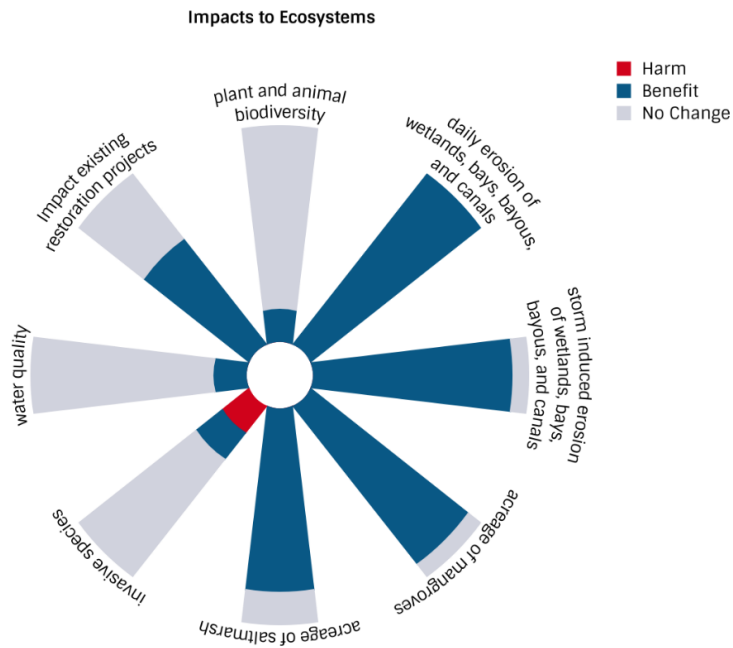 Impacts to Ecosystems
Harm
Benefit
No Change
plant and animal
biodiversity
daily erosion of
wetlands, bays, bayous,
and canals
storm induced erosion
of wetlands, bays,
bayous, and canals
acreage of mangroves
acreage of saltmarsh
invasive species
water quality
Impact existing
restoration projects